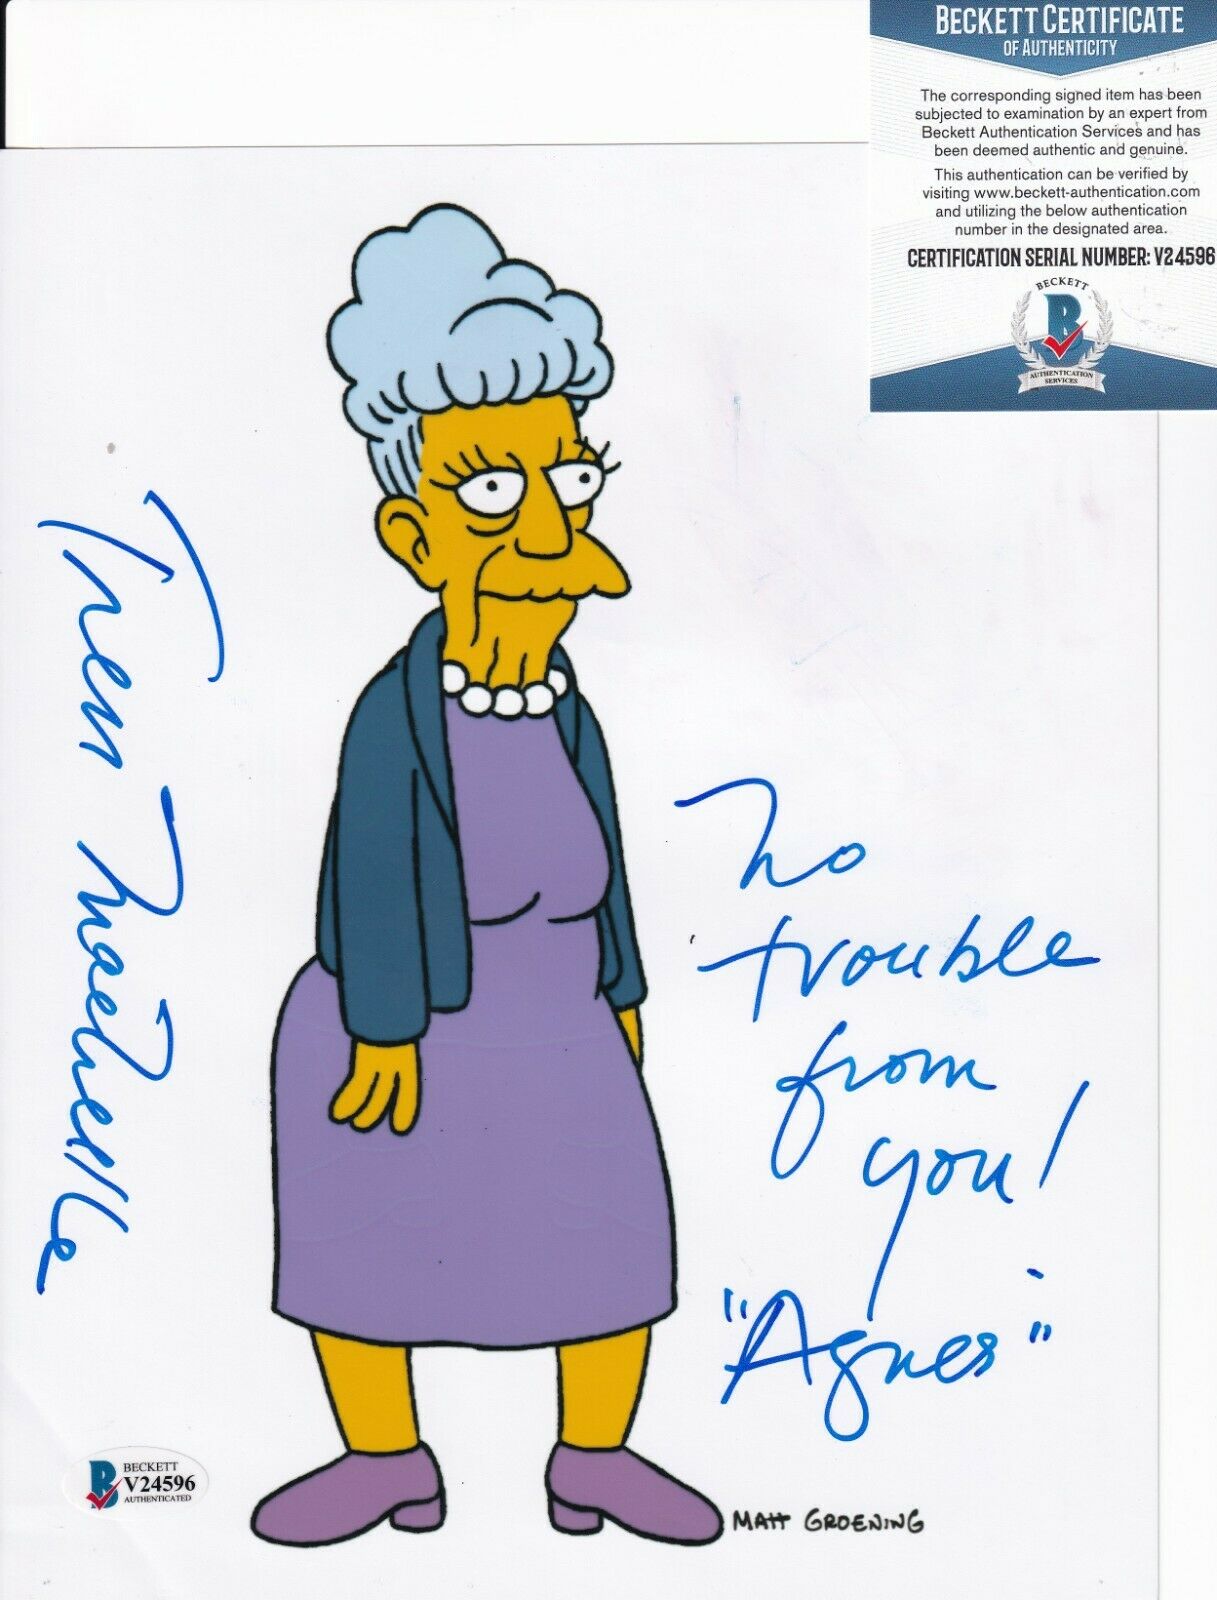 BECKETT CERTIFICATE
OF AUTHENTICITY
The corresponding signed item has been
subjected to examination by an expert from
Beckett Authentication Services and has
been deemed authentic and genuine.
This authentication can be verified by
visiting www.beckett-authentication.com
and utilizing the below authentication
number in the designated area.
CERTIFICATION SERIAL NUMBER: V24596
BECKETT
B
AUTHENTICATION
SERVICES
Tress MacNeille
No
trouble
from
you!
"Agnes"
B
BECKETT
V24596
AUTHENTICATED
MATT GROENING